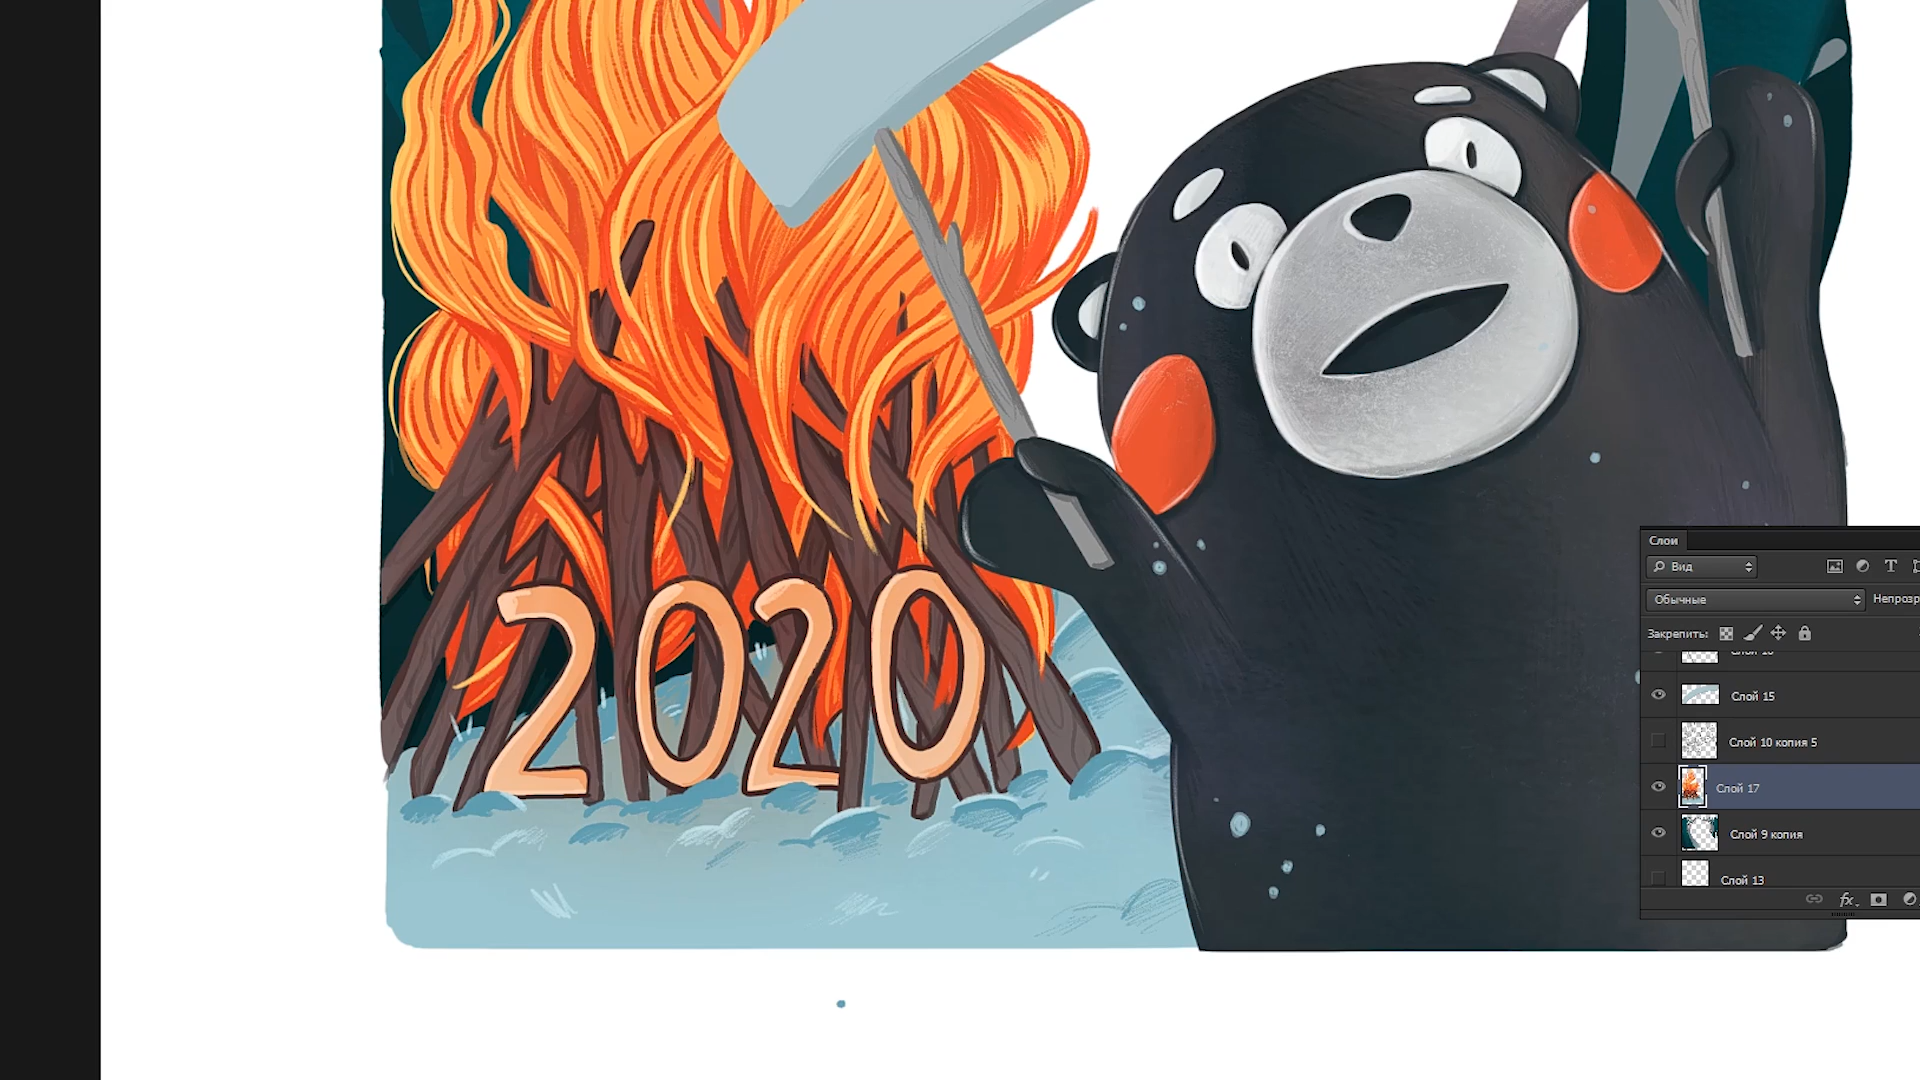 2020
Слои
Вид
T
Обычные
Непрозр
Закрепить:
Слой 15
Слой 10 копия 5
Слой 17
Слой 9 копия
Слой 13
fx